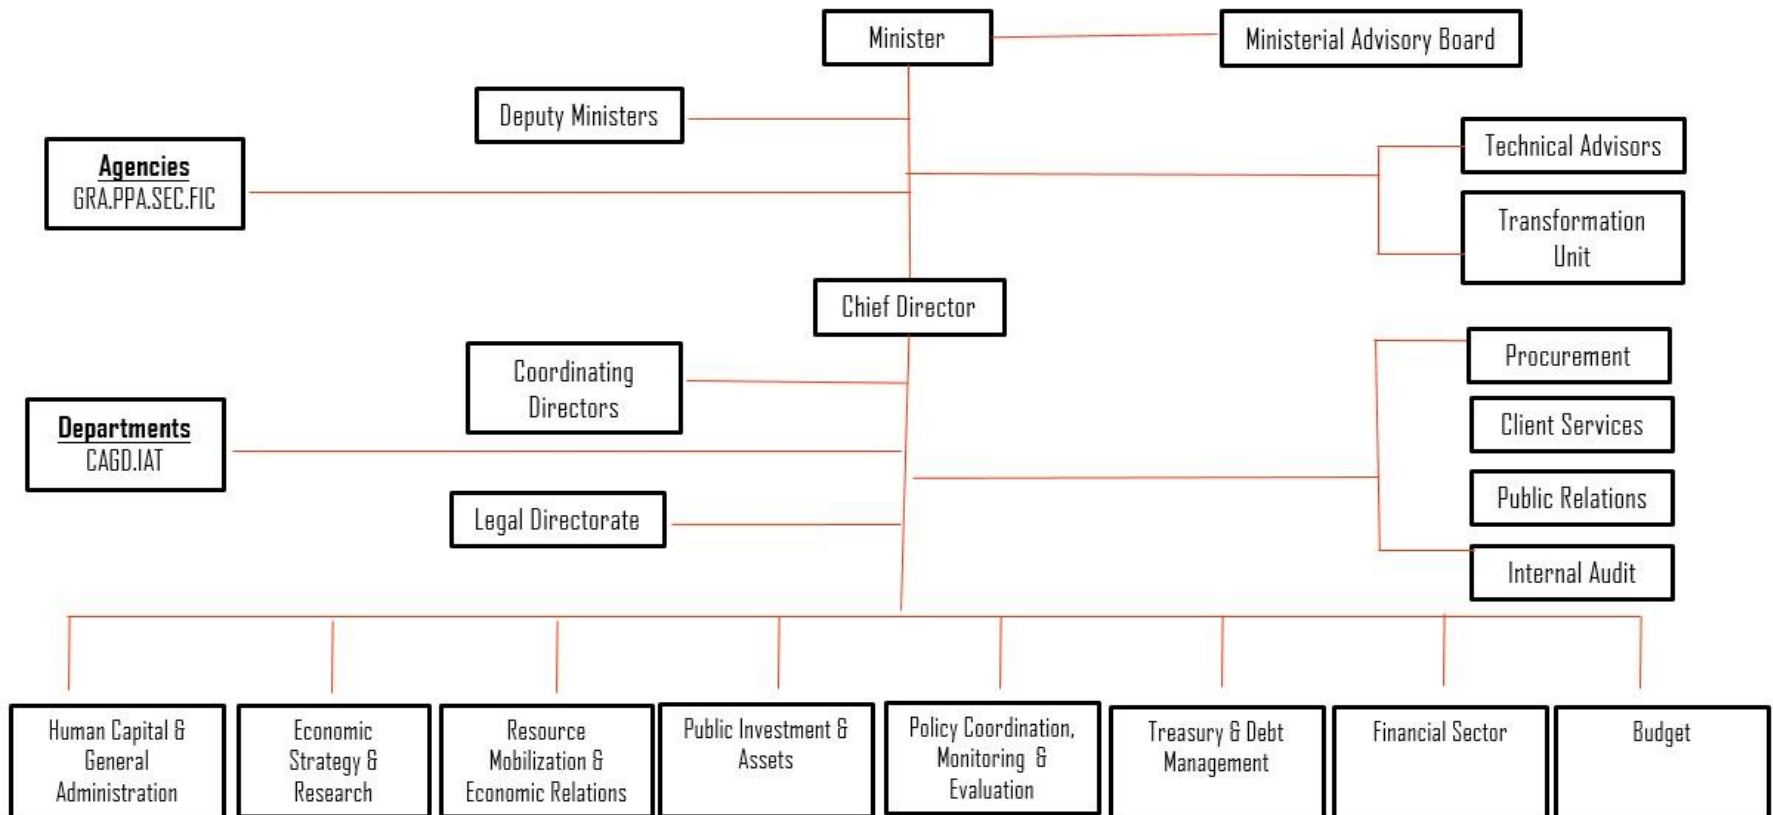 Minister
Ministerial Advisory Board
Deputy Ministers
Agencies
GRA.PPA.SEC.FIC
Technical Advisors
Transformation
Unit
Chief Director
Coordinating
Directors
Departments
CAGD.IAT
Legal Directorate
Procurement
Client Services
Public Relations
Internal Audit
Human Capital &
General
Administration
Economic
Strategy &
Research
Resource
Mobilization &
Economic Relations
Public Investment &
Assets
Policy Coordination,
Monitoring &
Evaluation
Treasury & Debt
Management
Financial Sector
Budget